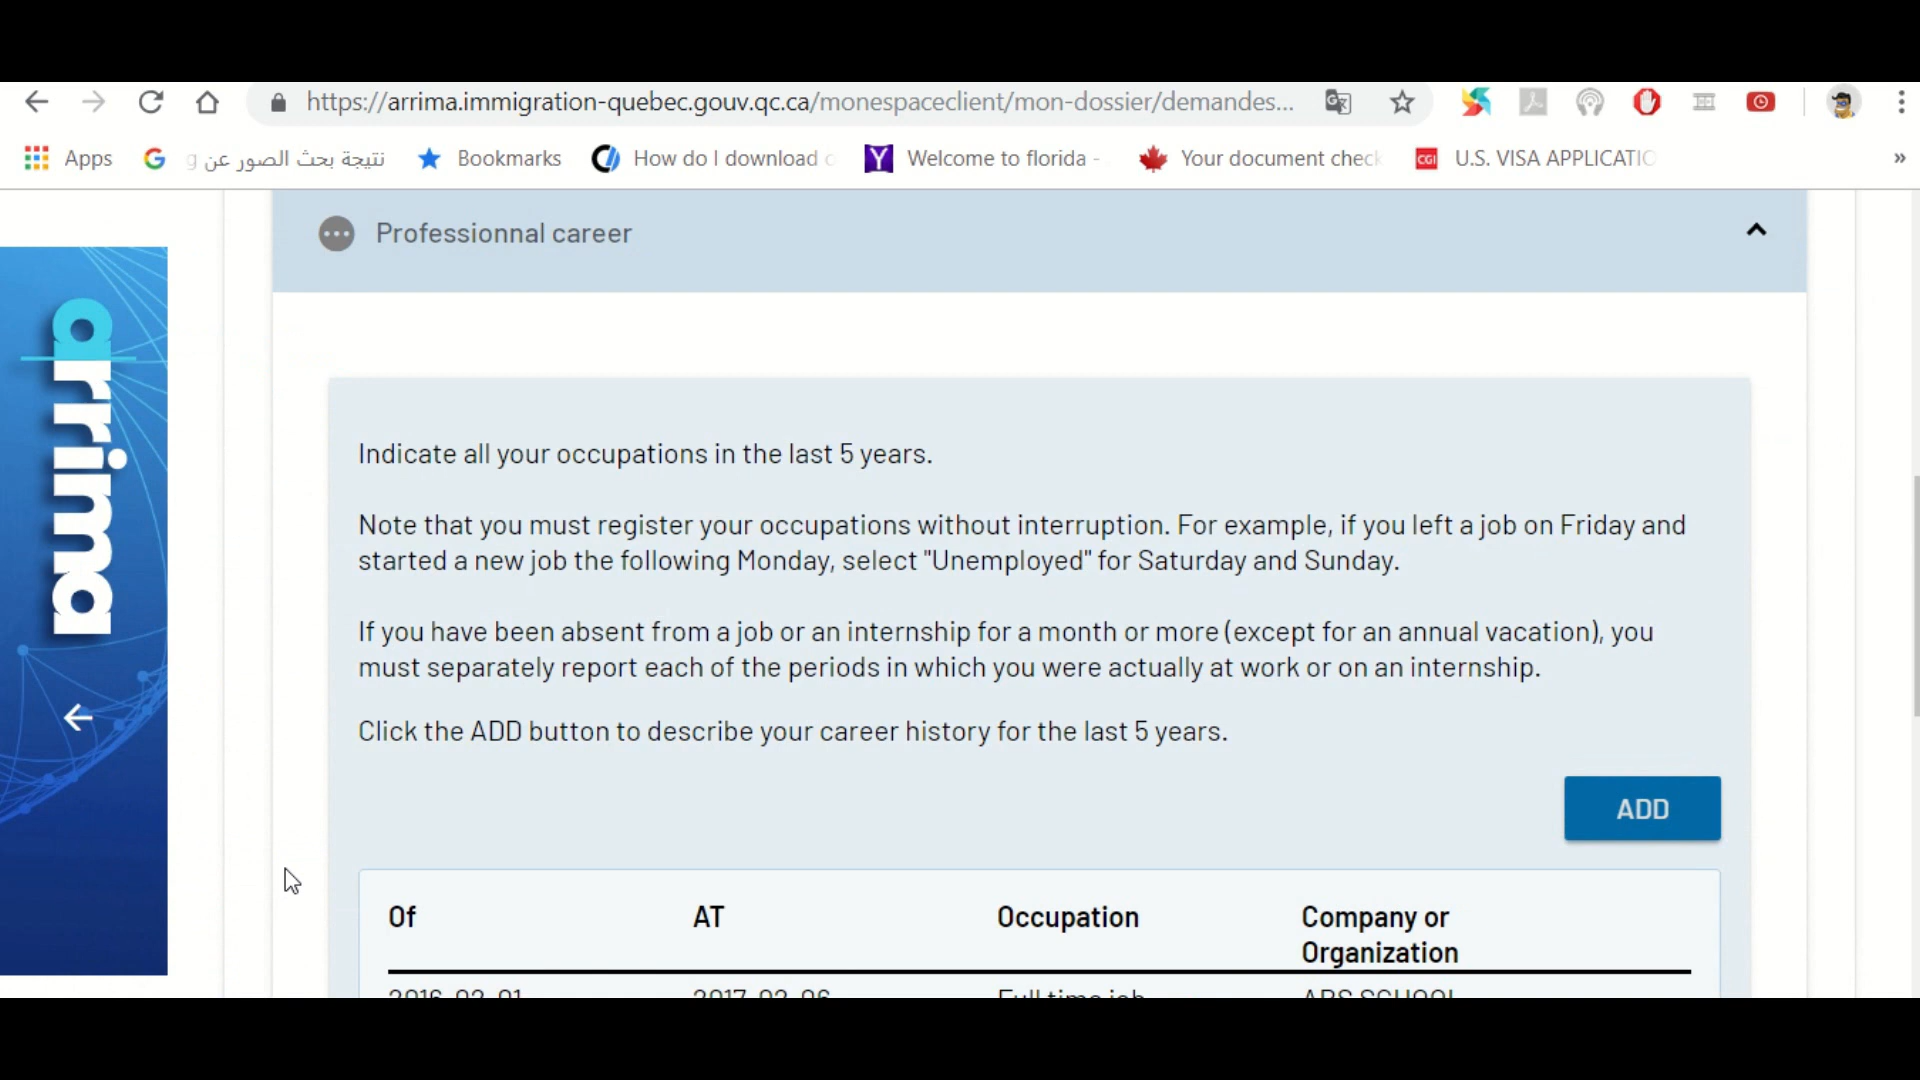 https://arrima.immigration-quebec.gouv.qc.ca/monespaceclient/mon-dossier/demandes...
Apps
نتيجة بحث الصور عن g
Bookmarks
How do I download
Welcome to florida -
Your document check
CGI
U.S. VISA APPLICATIO
»
Professionnal career
arrima
Indicate all your occupations in the last 5 years.
Note that you must register your occupations without interruption. For example, if you left a job on Friday and
started a new job the following Monday, select "Unemployed" for Saturday and Sunday.
If you have been absent from a job or an internship for a month or more (except for an annual vacation), you
must separately report each of the periods in which you were actually at work or on an internship.
Click the ADD button to describe your career history for the last 5 years.
ADD
Of AT Occupation Company or
Organization
Full time job